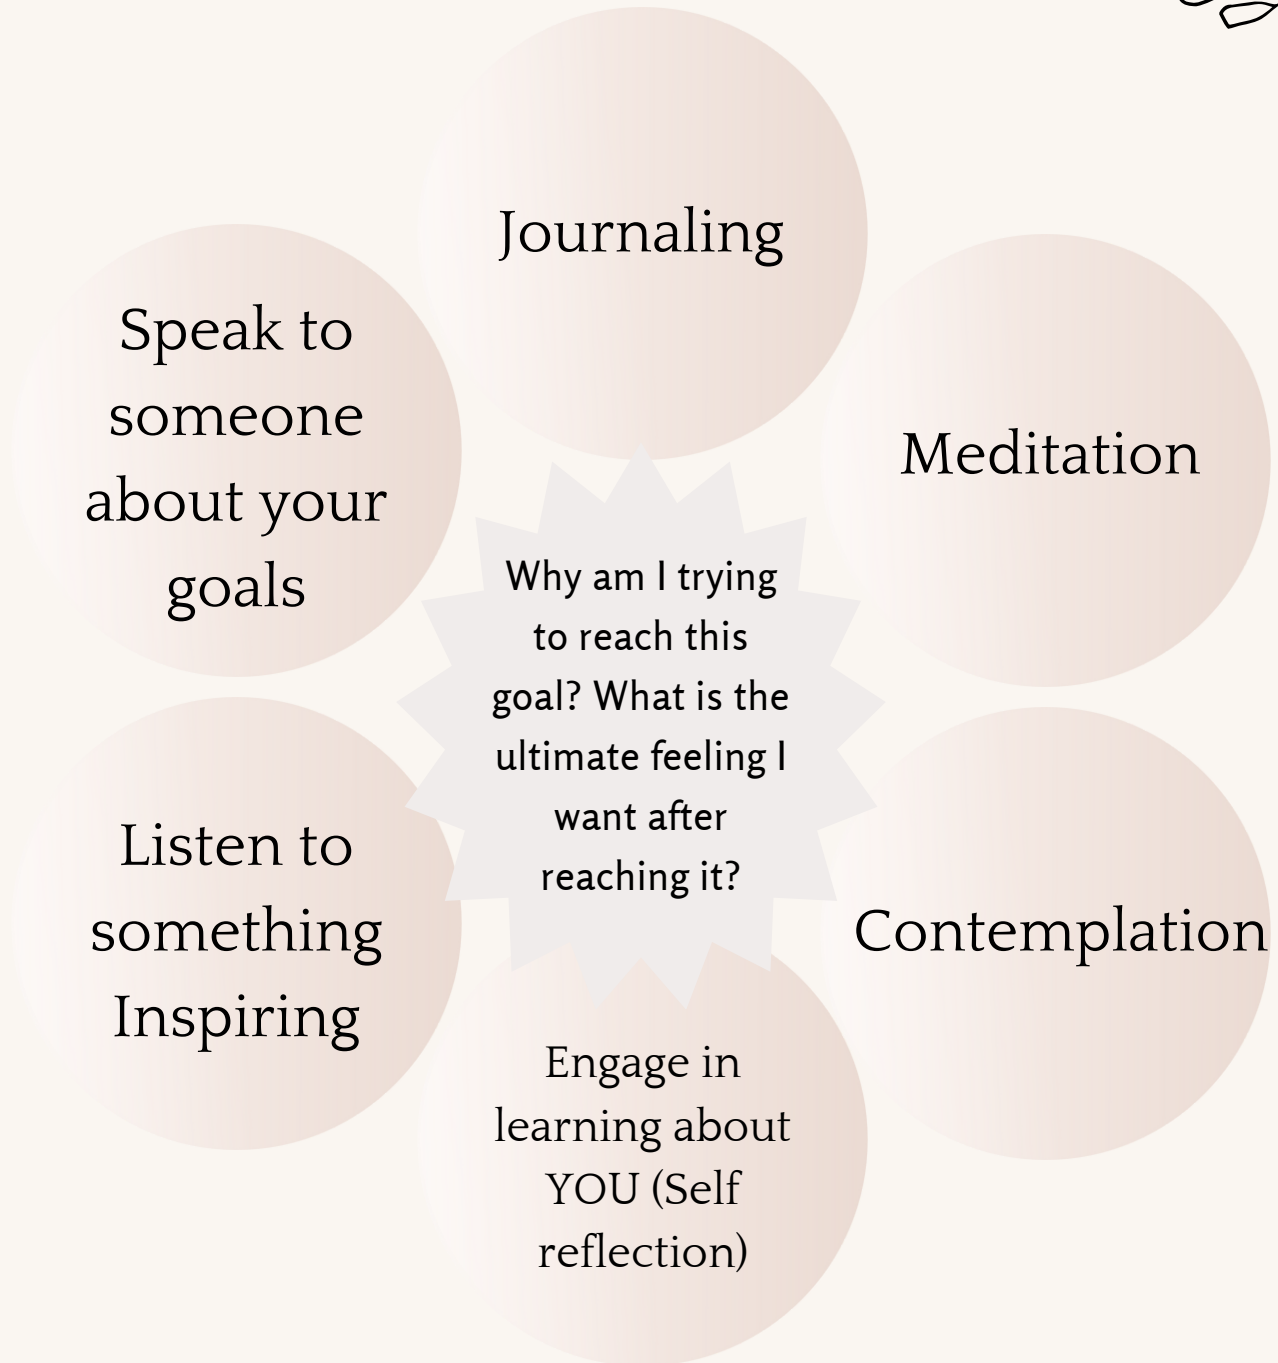 Journaling
Speak to
someone
about your
goals
Meditation
Why am I trying
to reach this
goal? What is the
ultimate feeling I
want after
reaching it?
Listen to
something
Inspiring
Contemplation
Engage in
learning about
YOU (Self
reflection)